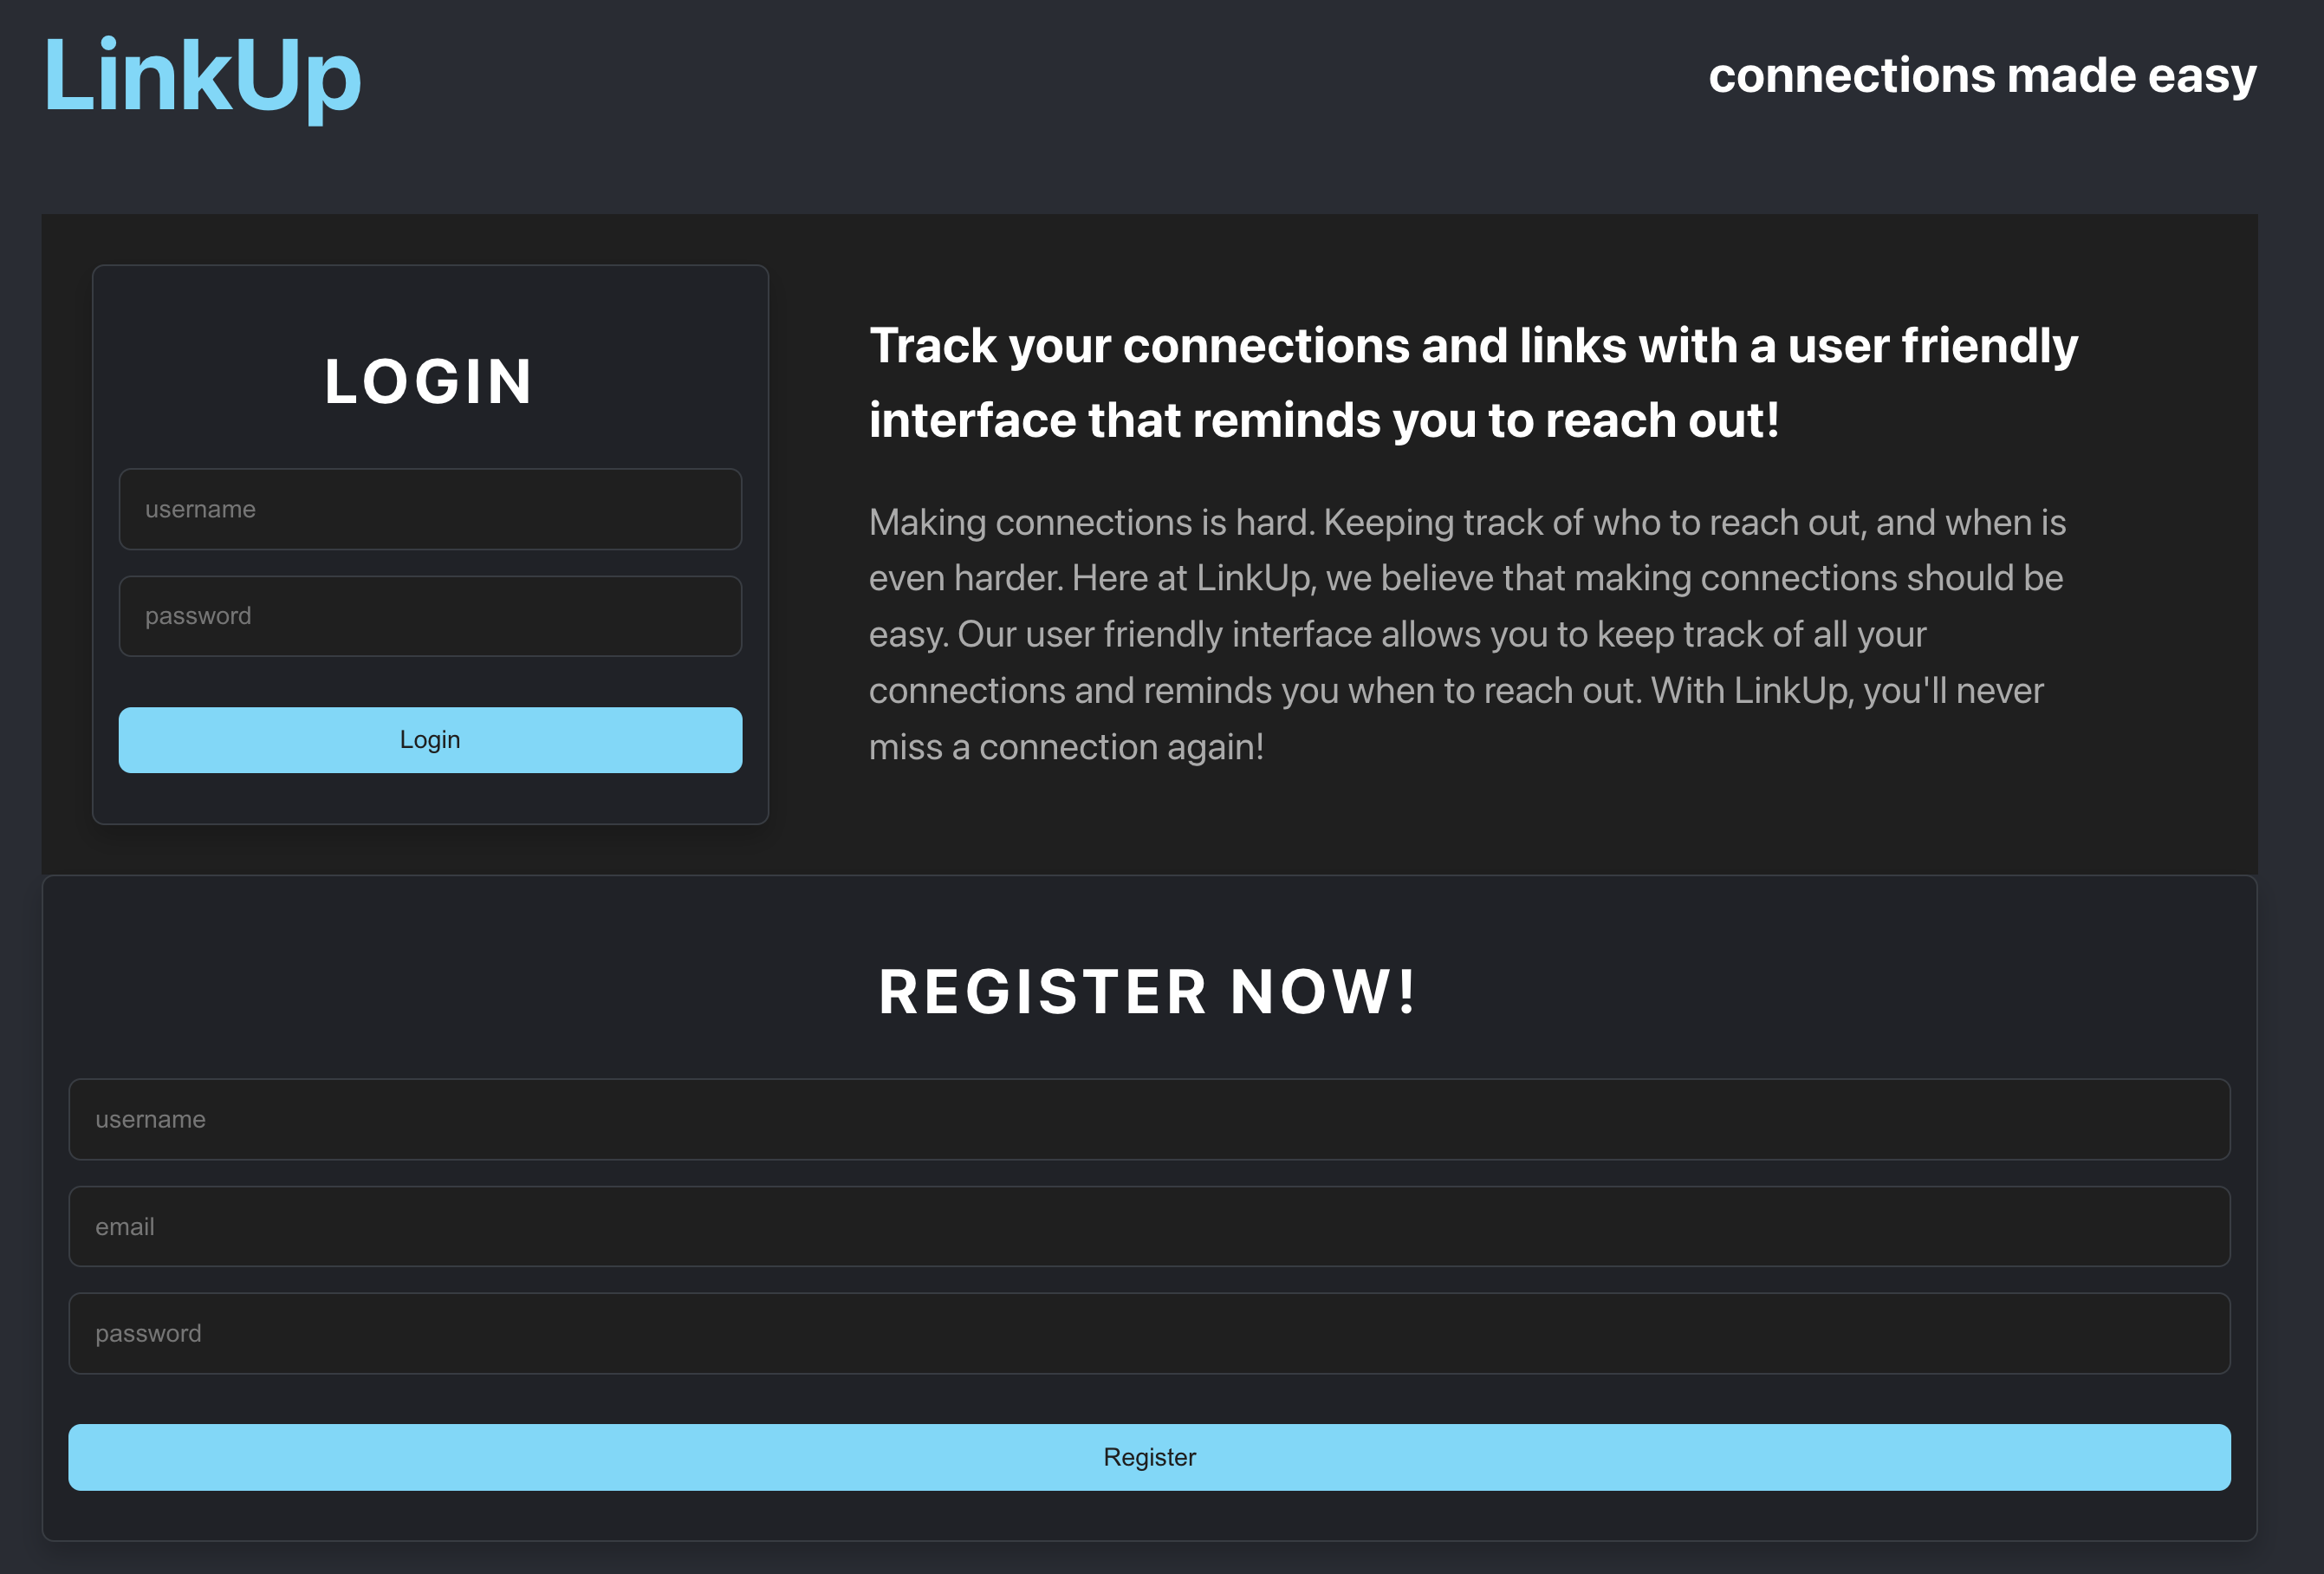 LinkUp
connections made easy
LOGIN
username
password
Login
Track your connections and links with a user friendly
interface that reminds you to reach out!
Making connections is hard. Keeping track of who to reach out, and when is
even harder. Here at LinkUp, we believe that making connections should be
easy. Our user friendly interface allows you to keep track of all your
connections and reminds you when to reach out. With LinkUp, you'll never
miss a connection again!
REGISTER NOW!
username
email
password
Register